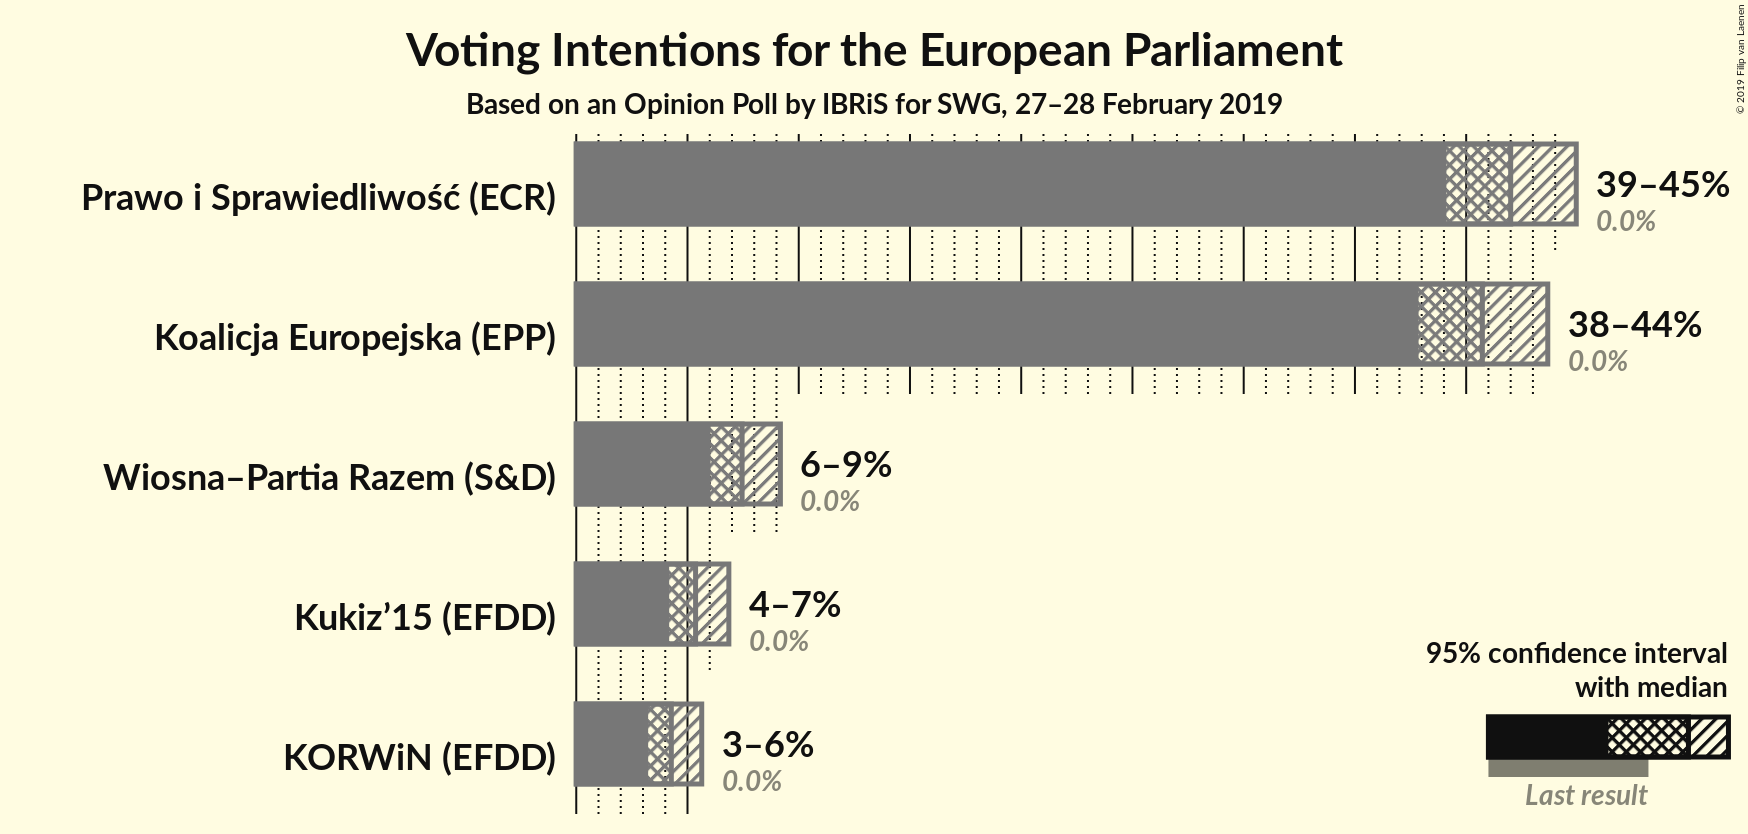 Voting Intentions for the European Parliament
Based on an Opinion Poll by IBRiS for SWG, 27–28 February 2019
© 2019 Filip van Laenen
Prawo i Sprawiedliwość (ECR)
39–45%
0.0%
Koalicja Europejska (EPP)
38–44%
0.0%
Wiosna–Partia Razem (S&D)
6–9%
0.0%
Kukiz’15 (EFDD)
4–7%
0.0%
KORWiN (EFDD)
3–6%
0.0%
95% confidence interval
with median
Last result